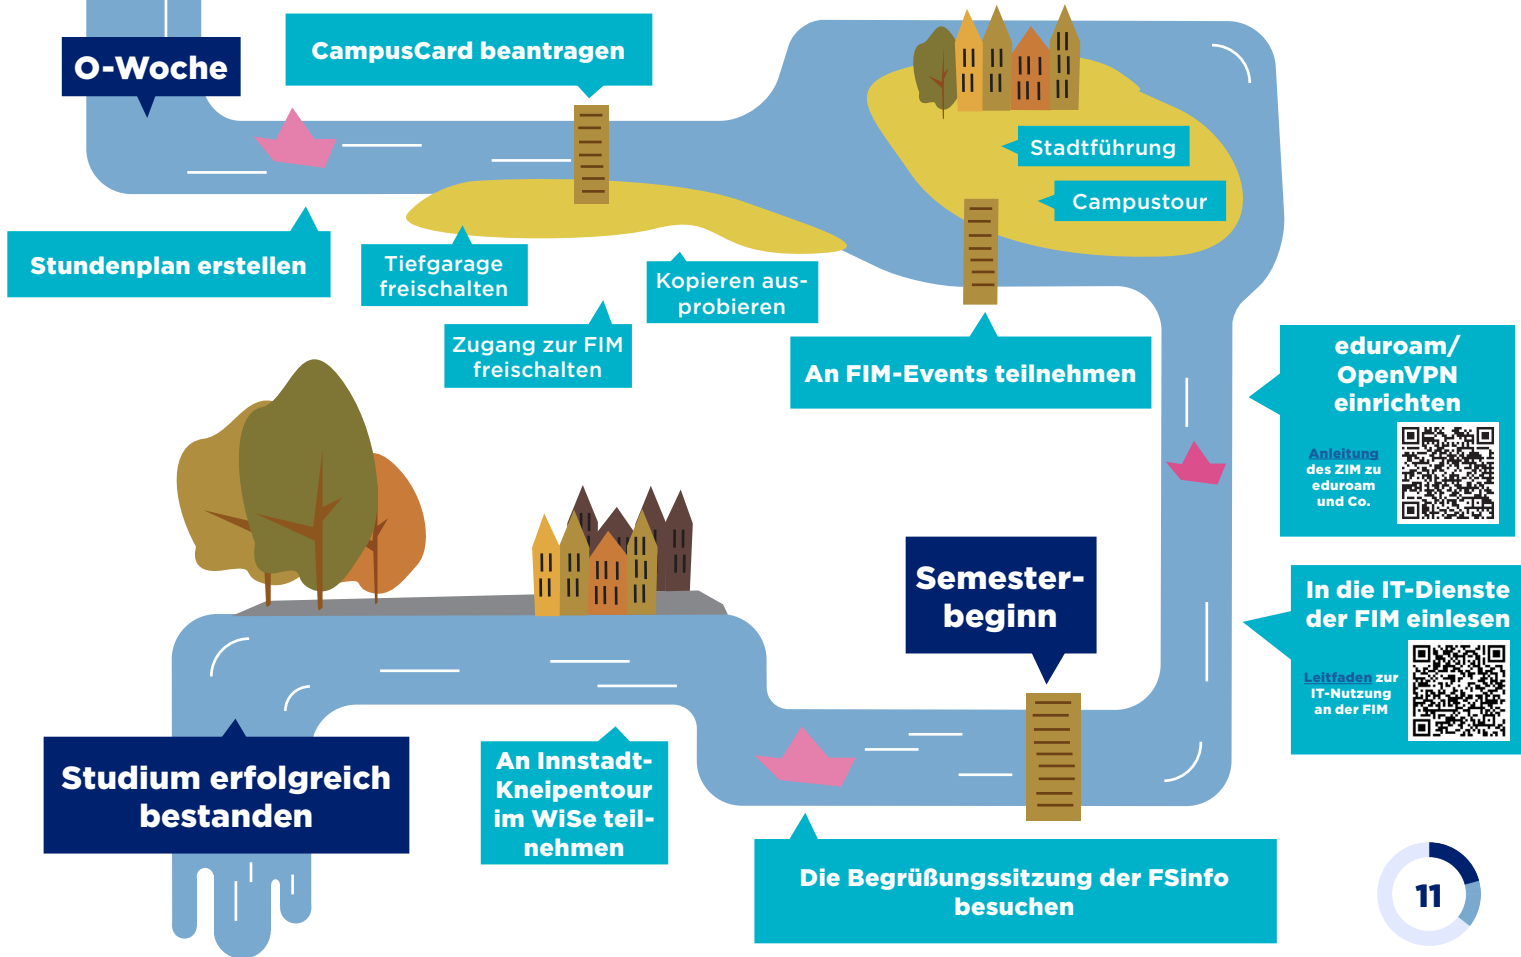 O-Woche
CampusCard beantragen
Stadtführung
Campustour
Stundenplan erstellen
Tiefgarage
freischalten
Kopieren aus-
probieren
Zugang zur FIM
freischalten
An FIM-Events teilnehmen
eduroam/
OpenVPN
einrichten
Anleitung
des ZIM zu
eduroam
und Co.
Semester-
beginn
In die IT-Dienste
der FIM einlesen
Leitfaden zur
IT-Nutzung
an der FIM
Studium erfolgreich
bestanden
An Innstadt-
Kneipentour
im WiSe teil-
nehmen
Die Begrüßungssitzung der FSinfo
besuchen
11